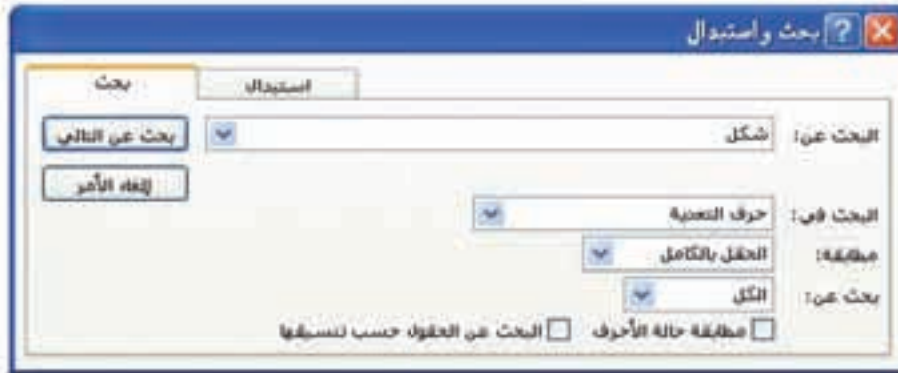 بحث واستبدال
بحث
استبدال
البحث عن: شكل
بحث عن التالي
إلغاء الأمر
البحث في: حرف التعدية
مطابقة: الحقل بالكامل
بحث عن: الكل
مطابقة حالة الأحرف
البحث عن الحقول حسب تنسيقها